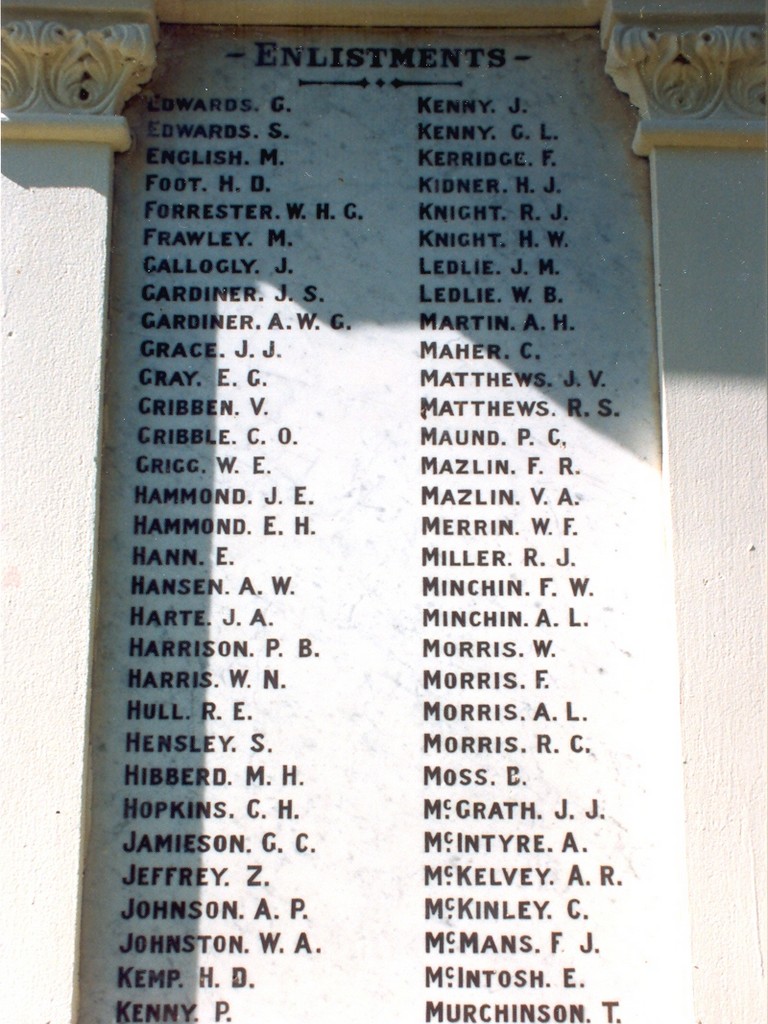 - ENLISTMENTS -
EDWARDS. G.
EDWARDS. S.
ENGLISH. M.
FOOT. H. D.
FORRESTER. W. H. G.
FRAWLEY. M.
GALLOGLY. J.
GARDINER. J. S.
GARDINER. A. W. G.
GRACE. J. J.
GRAY. E. G.
GRIBBEN. V.
GRIBBLE. C. O.
GRIGG. W. E.
HAMMOND. J. E.
HAMMOND. E. H.
HANN. E.
HANSEN. A. W.
HARTE. J. A.
HARRISON. P. B.
HARRIS. W. N.
HULL. R. E.
HENSLEY. S.
HIBBERD. M. H.
HOPKINS. C. H.
JAMIESON. G. C.
JEFFREY. Z.
JOHNSON. A. P.
JOHNSTON. W. A.
KEMP. H. D.
KENNY. P.
KENNY. J.
KENNY. G. L.
KERRIDGE. F.
KIDNER. H. J.
KNIGHT. R. J.
KNIGHT. H. W.
LEDLIE. J. M.
LEDLIE. W. B.
MARTIN. A. H.
MAHER. C.
MATTHEWS. J. V.
MATTHEWS. R. S.
MAUND. P. C.
MAZLIN. F. R.
MAZLIN. V. A.
MERRIN. W. F.
MILLER. R. J.
MINCHIN. F. W.
MINCHIN. A. L.
MORRIS. W.
MORRIS. F.
MORRIS. A. L.
MORRIS. R. C.
MOSS.
McGRATH. J. J.
McINTYRE. A.
McKELVEY. A. R.
McKINLEY. C.
McMANS. F. J.
McINTOSH. E.
MURCHINSON. T.